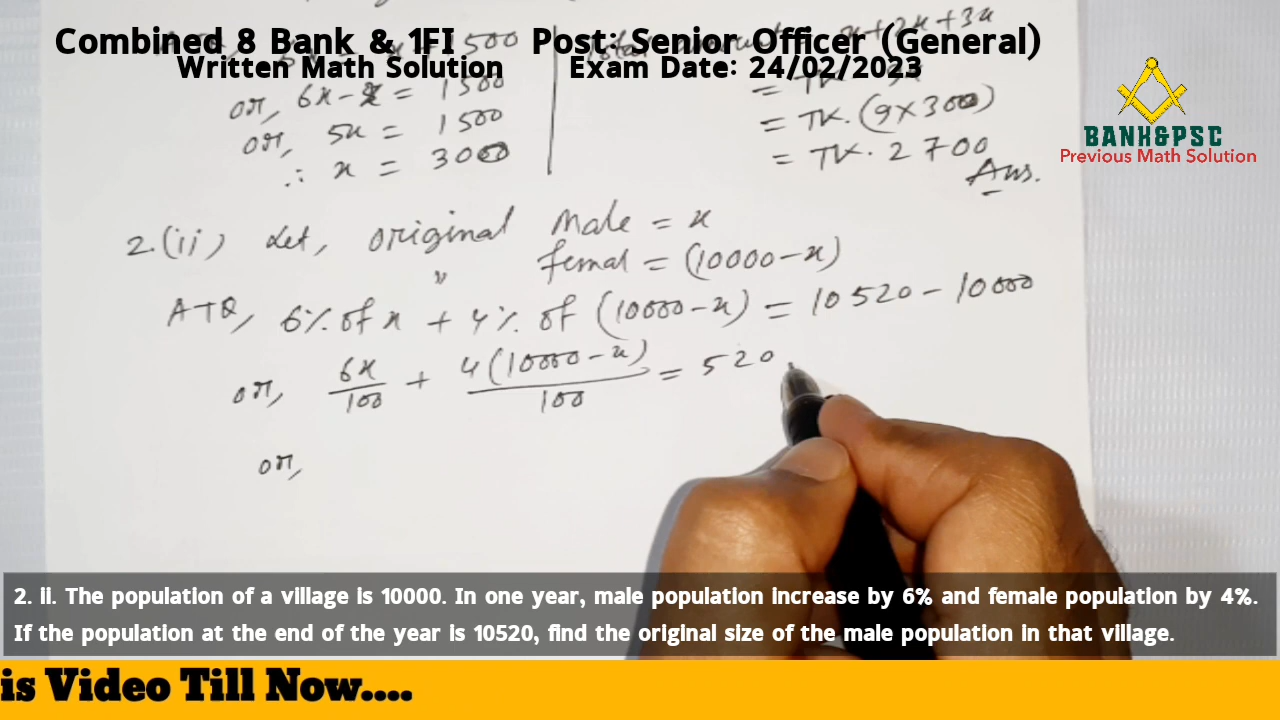 Combined 8 Bank & 1FI Post: Senior Officer (General)
Written Math Solution Exam Date: 24/02/2023
BANK&PSC
Previous Math Solution
1500
or, 6x - x = 1500
or, 5x = 1500
∴ x = 3000
x + 2x + 3x
= TK.
= TK. (9×300)
= TK. 2700
Ans.
2.(ii) Let, original male = x
" femal = (10000-x)
ATQ, 6% of x + 4% of (10000-x) = 10520 - 10000
or, 6x/100 + 4(10000-x)/100 = 520
or,
2. ii. The population of a village is 10000. In one year, male population increase by 6% and female population by 4%.
If the population at the end of the year is 10520, find the original size of the male population in that village.
is Video Till Now....